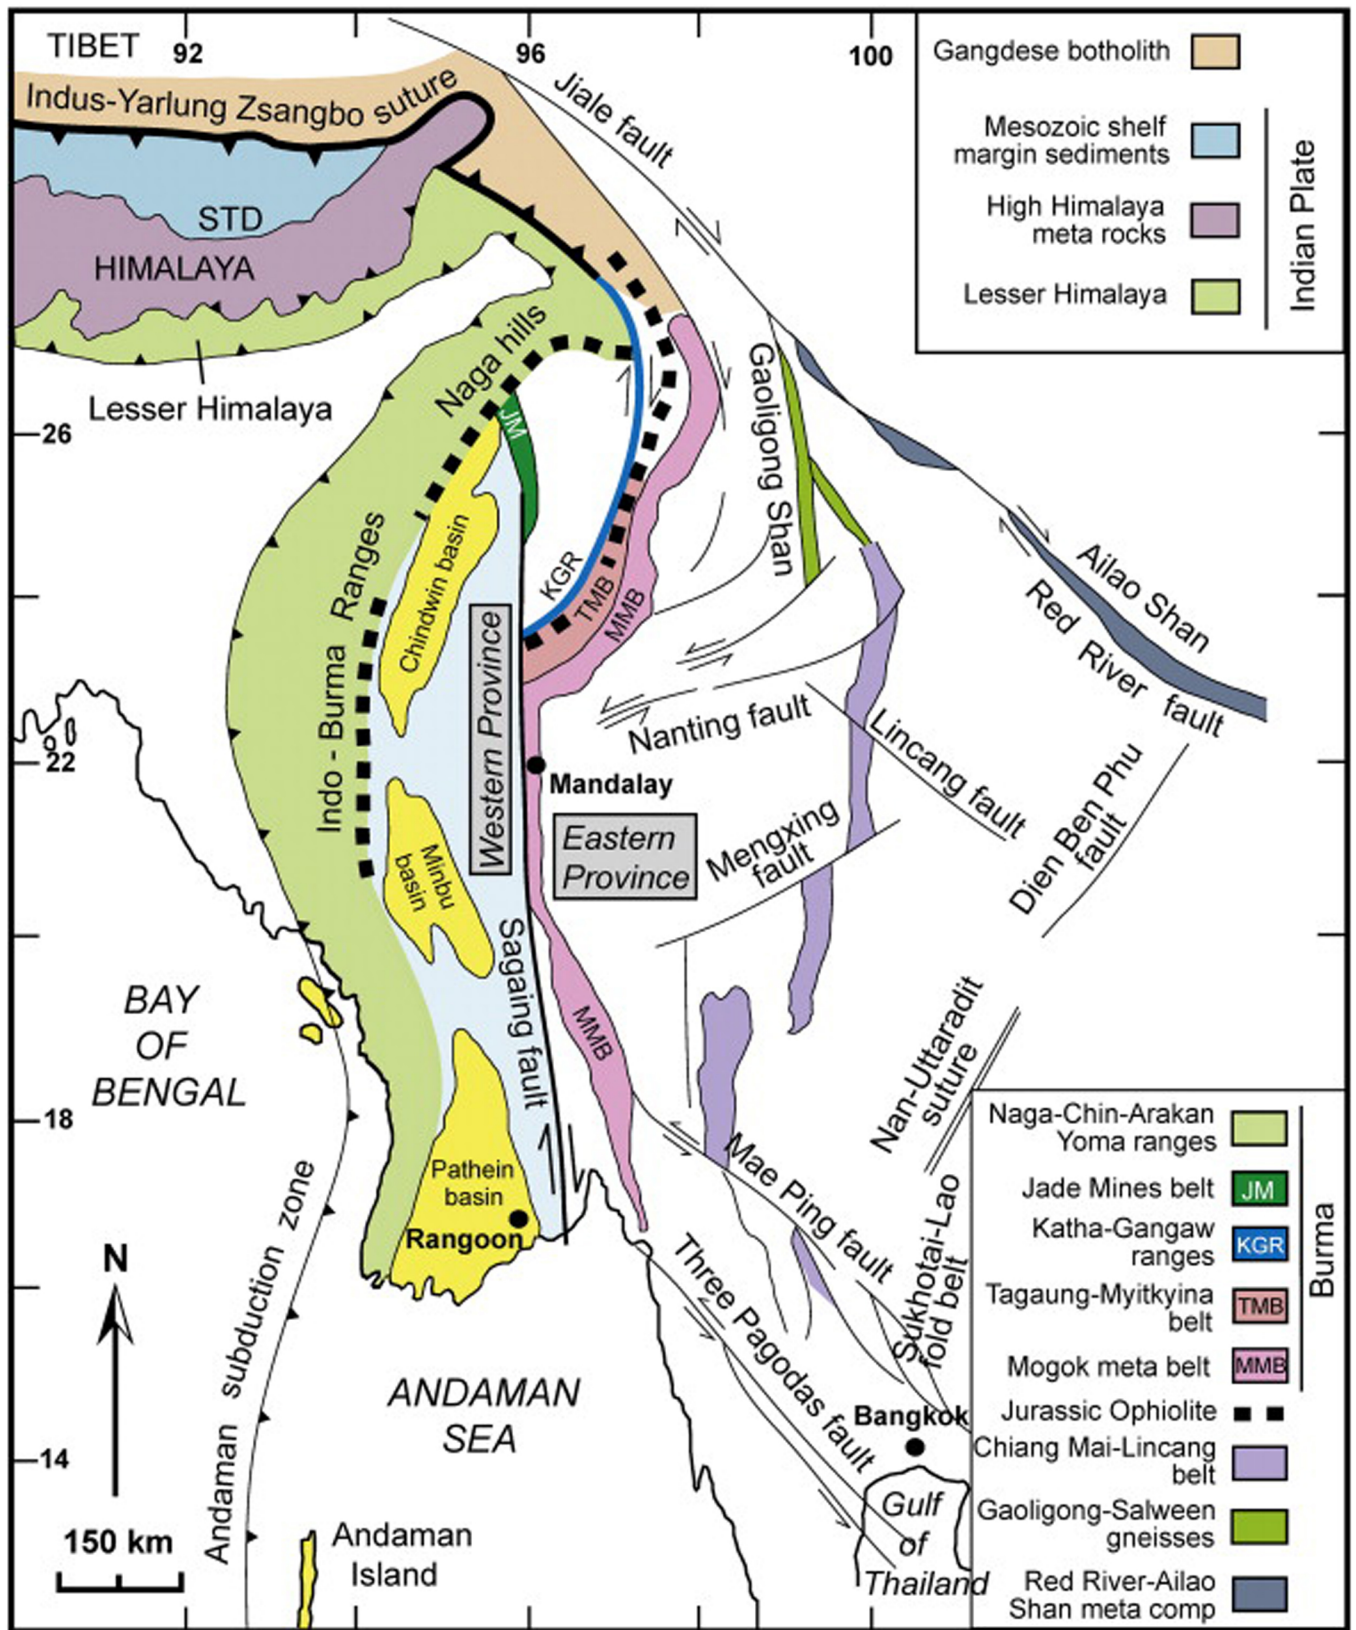 TIBET
92
96
100
Indus-Yarlung Zsangbo suture
Jiale fault
STD
HIMALAYA
Lesser Himalaya
Naga hills
JM
26
Gaoligong Shan
Indo - Burma Ranges
Chindwin basin
KGR
TMB
MMB
Ailao Shan
Red River fault
Western Province
22
Nanting fault
Lincang fault
Mandalay
Eastern
Province
Mengxing
fault
Dien Ben Phu
fault
Minbu
basin
Sagaing fault
MMB
BAY
OF
BENGAL
Nan-Uttaradit
suture
18
Mae Ping fault
Pathein
basin
Rangoon
Sukhotai-Lao
fold belt
Three Pagodas fault
Andaman subduction zone
N
ANDAMAN
SEA
Bangkok
14
Gulf
of
Thailand
150 km
Andaman
Island
Gangdese botholith
Mesozoic shelf
margin sediments
High Himalaya
meta rocks
Lesser Himalaya
Indian Plate
Naga-Chin-Arakan
Yoma ranges
Jade Mines belt
JM
Katha-Gangaw
ranges
KGR
Tagaung-Myitkyina
belt
TMB
Mogok meta belt
MMB
Burma
Jurassic Ophiolite
Chiang Mai-Lincang
belt
Gaoligong-Salween
gneisses
Red River-Ailao
Shan meta comp